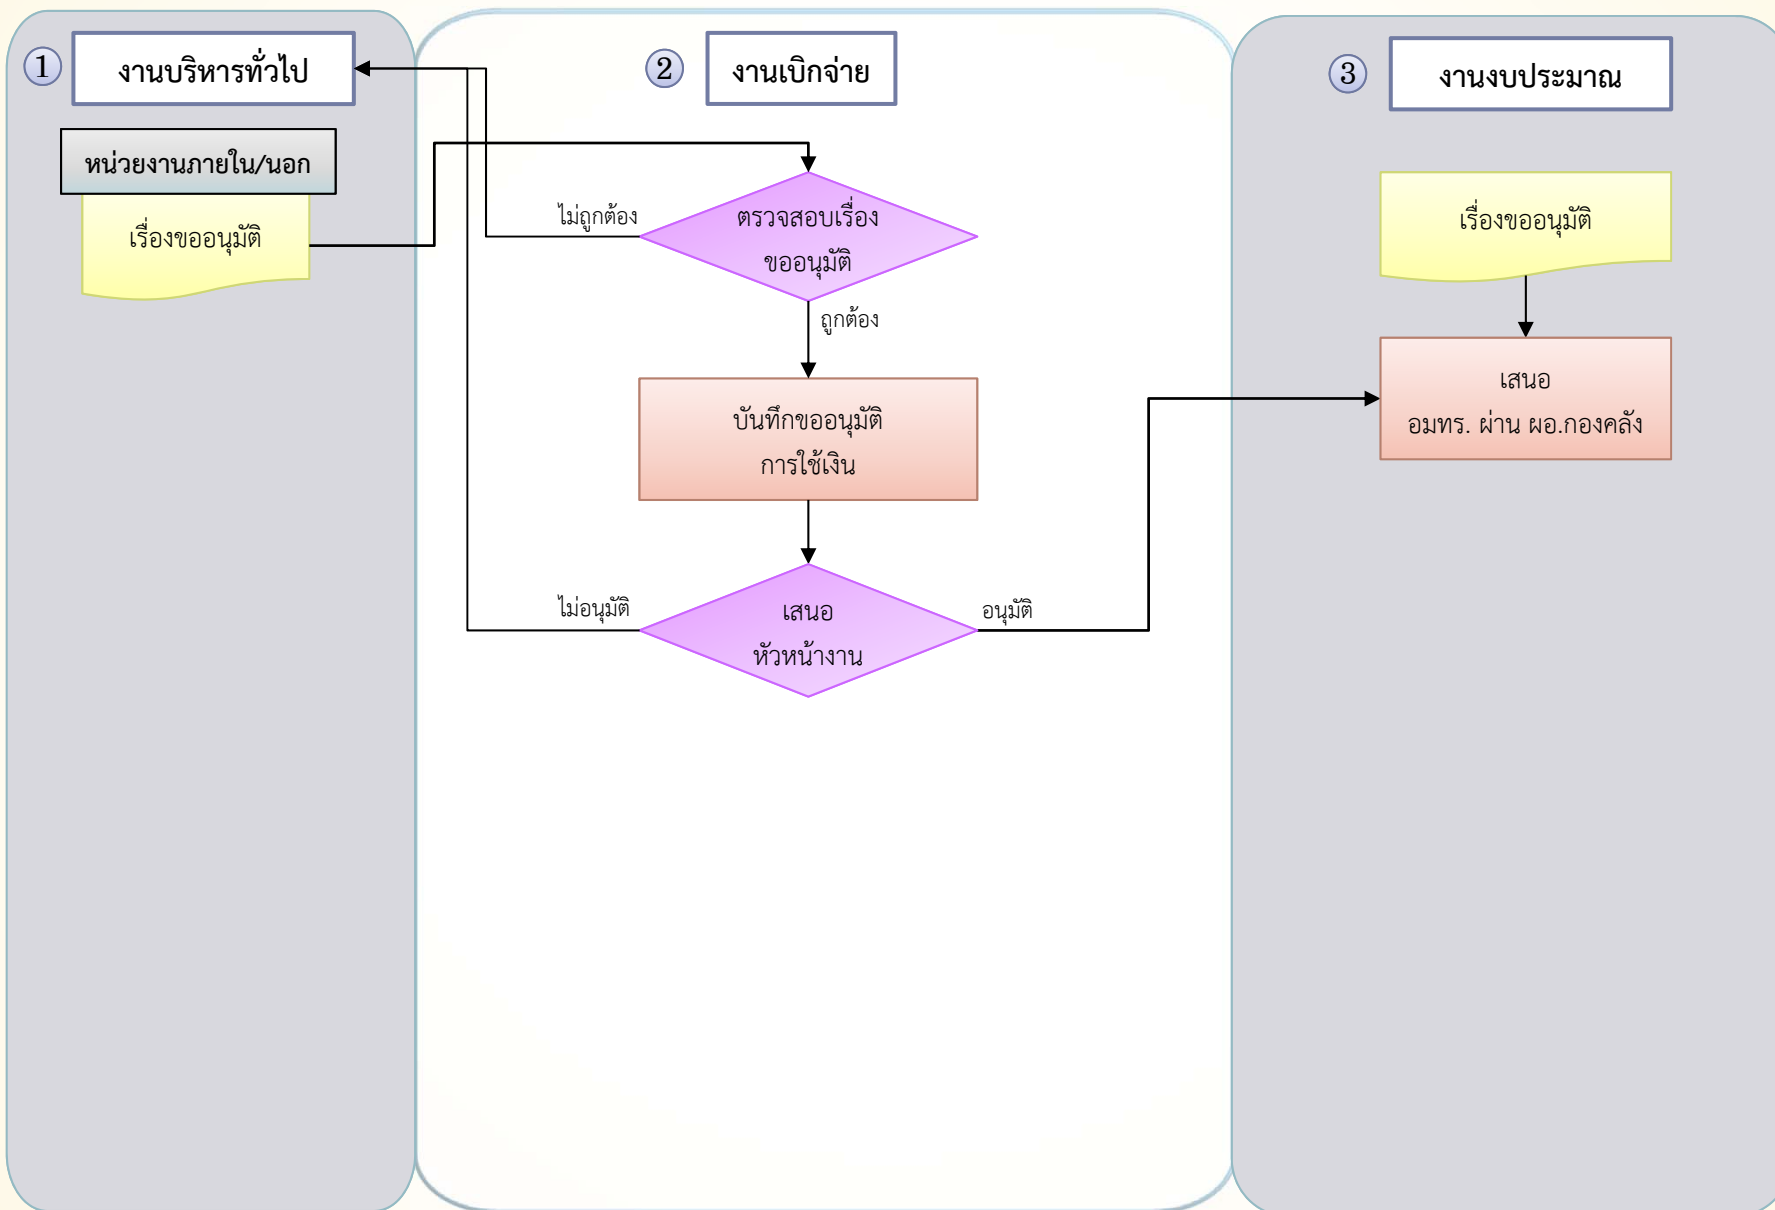 1
งานบริหารทั่วไป
หน่วยงานภายใน/นอก
เรื่องขออนุมัติ
2
งานเบิกจ่าย
ไม่ถูกต้อง
ตรวจสอบเรื่อง
ขออนุมัติ
ถูกต้อง
บันทึกขออนุมัติ
การใช้เงิน
ไม่อนุมัติ
เสนอ
หัวหน้างาน
อนุมัติ
3
งานงบประมาณ
เรื่องขออนุมัติ
เสนอ
อมทร. ผ่าน ผอ.กองคลัง